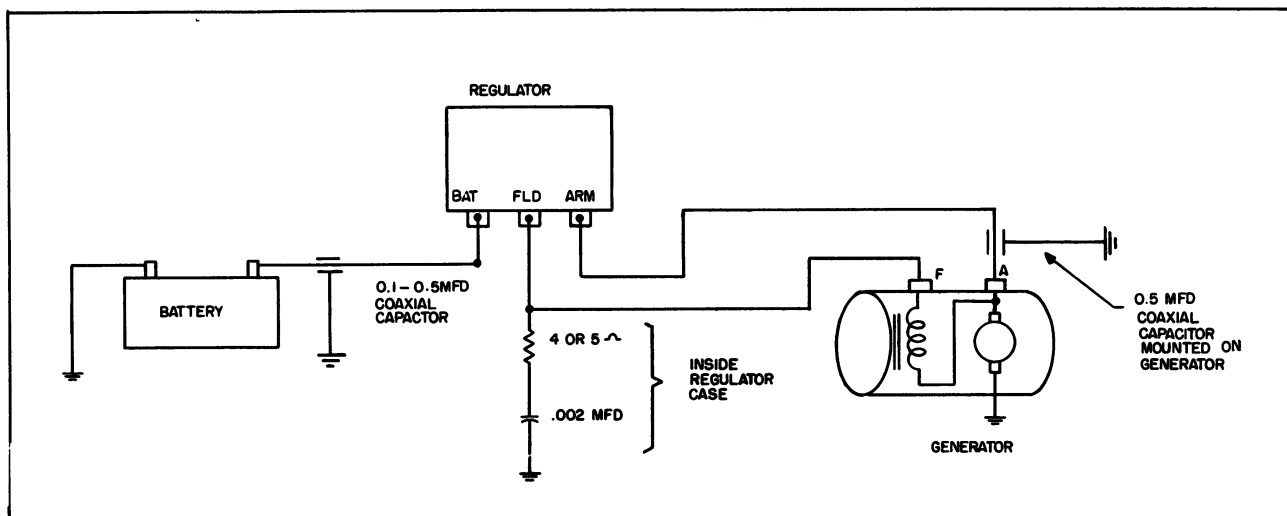 REGULATOR
BAT FLD ARM
BATTERY
0.1-0.5MFD
COAXIAL
CAPACTOR
4 OR 5 ~
.002 MFD
INSIDE
REGULATOR
CASE
F A
0.5 MFD
COAXIAL
CAPACITOR
MOUNTED ON
GENERATOR
GENERATOR